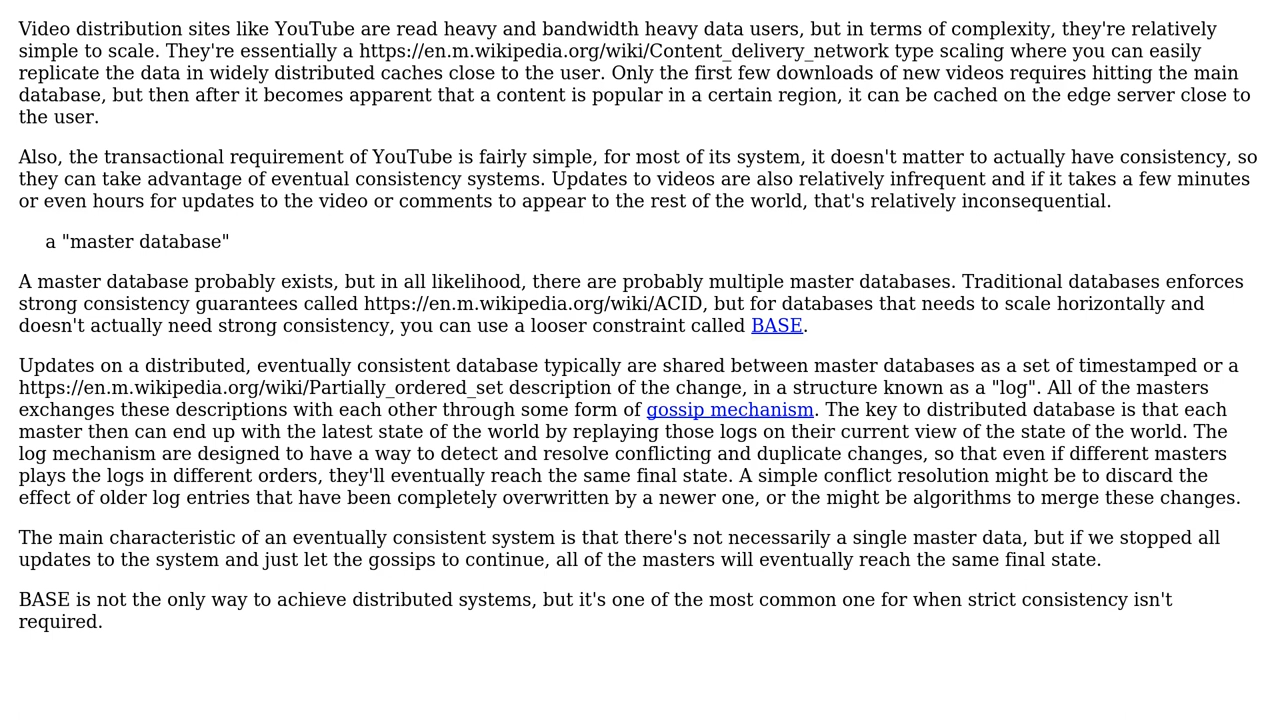 Video distribution sites like YouTube are read heavy and bandwidth heavy data users, but in terms of complexity, they're relatively
simple to scale. They're essentially a https://en.m.wikipedia.org/wiki/Content_delivery_network type scaling where you can easily
replicate the data in widely distributed caches close to the user. Only the first few downloads of new videos requires hitting the main
database, but then after it becomes apparent that a content is popular in a certain region, it can be cached on the edge server close to
the user.
Also, the transactional requirement of YouTube is fairly simple, for most of its system, it doesn't matter to actually have consistency, so
they can take advantage of eventual consistency systems. Updates to videos are also relatively infrequent and if it takes a few minutes
or even hours for updates to the video or comments to appear to the rest of the world, that's relatively inconsequential.
a "master database"
A master database probably exists, but in all likelihood, there are probably multiple master databases. Traditional databases enforces
strong consistency guarantees called https://en.m.wikipedia.org/wiki/ACID, but for databases that needs to scale horizontally and
doesn't actually need strong consistency, you can use a looser constraint called BASE.
Updates on a distributed, eventually consistent database typically are shared between master databases as a set of timestamped or a
https://en.m.wikipedia.org/wiki/Partially_ordered_set description of the change, in a structure known as a "log". All of the masters
exchanges these descriptions with each other through some form of gossip mechanism. The key to distributed database is that each
master then can end up with the latest state of the world by replaying those logs on their current view of the state of the world. The
log mechanism are designed to have a way to detect and resolve conflicting and duplicate changes, so that even if different masters
plays the logs in different orders, they'll eventually reach the same final state. A simple conflict resolution might be to discard the
effect of older log entries that have been completely overwritten by a newer one, or the might be algorithms to merge these changes.
The main characteristic of an eventually consistent system is that there's not necessarily a single master data, but if we stopped all
updates to the system and just let the gossips to continue, all of the masters will eventually reach the same final state.
BASE is not the only way to achieve distributed systems, but it's one of the most common one for when strict consistency isn't
required.